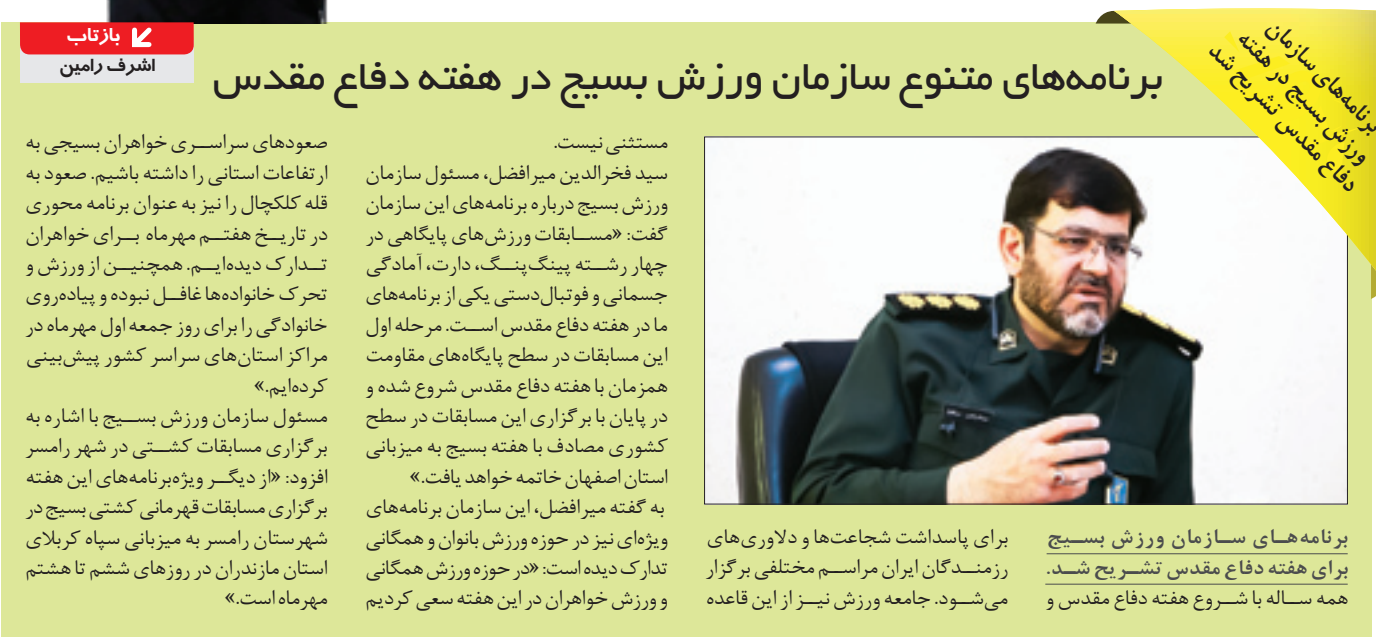 بازتاب
اشرف رامین
برنامه‌های سازمان
ورزش بسیج در هفته
دفاع مقدس تشریح شد
برنامه‌های متنوع سازمان ورزش بسیج در هفته دفاع مقدس
برنامه‌های سازمان ورزش بسیج
برای هفته دفاع مقدس تشریح شد.
همه ساله با شروع هفته دفاع مقدس و
برای پاسداشت شجاعت‌ها و دلاوری‌های
رزمندگان ایران مراسم مختلفی برگزار
می‌شود. جامعه ورزش نیز از این قاعده
مستثنی نیست.
سید فخرالدین میرافضل، مسئول سازمان
ورزش بسیج درباره برنامه‌های این سازمان
گفت: «مسابقات ورزش‌های پایگاهی در
چهار رشته پینگ‌پنگ، دارت، آمادگی
جسمانی و فوتبال‌دستی یکی از برنامه‌های
ما در هفته دفاع مقدس است. مرحله اول
این مسابقات در سطح پایگاه‌های مقاومت
همزمان با هفته دفاع مقدس شروع شده و
در پایان با برگزاری این مسابقات در سطح
کشوری مصادف با هفته بسیج به میزبانی
استان اصفهان خاتمه خواهد یافت.»
به گفته میرافضل، این سازمان برنامه‌های
ویژه‌ای نیز در حوزه ورزش بانوان و همگانی
تدارک دیده است: «در حوزه ورزش همگانی
و ورزش خواهران در این هفته سعی کردیم
صعودهای سراسری خواهران بسیجی به
ارتفاعات استانی را داشته باشیم. صعود به
قله کلکچال را نیز به عنوان برنامه محوری
در تاریخ هفتم مهرماه برای خواهران
تدارک دیده‌ایم. همچنین از ورزش و
تحرک خانواده‌ها غافل نبوده و پیاده‌روی
خانوادگی را برای روز جمعه اول مهرماه در
مراکز استان‌های سراسر کشور پیش‌بینی
کرده‌ایم.»
مسئول سازمان ورزش بسیج با اشاره به
برگزاری مسابقات کشتی در شهر رامسر
افزود: «از دیگر ویژه‌برنامه‌های این هفته
برگزاری مسابقات قهرمانی کشتی بسیج در
شهرستان رامسر به میزبانی سپاه کربلای
استان مازندران در روزهای ششم تا هشتم
مهرماه است.»